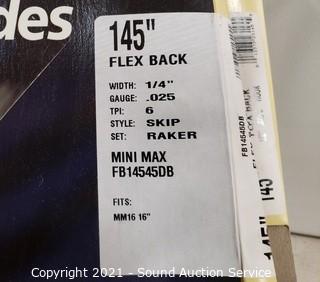 des
145"
FLEX BACK
WIDTH: 1/4"
GAUGE: .025
TPI: 6
STYLE: SKIP
SET: RAKER
MINI MAX
FB14545DB
FITS:
MM16 16"
FB14545DB
145"
145
Copyright © 2021 - Sound Auction Service